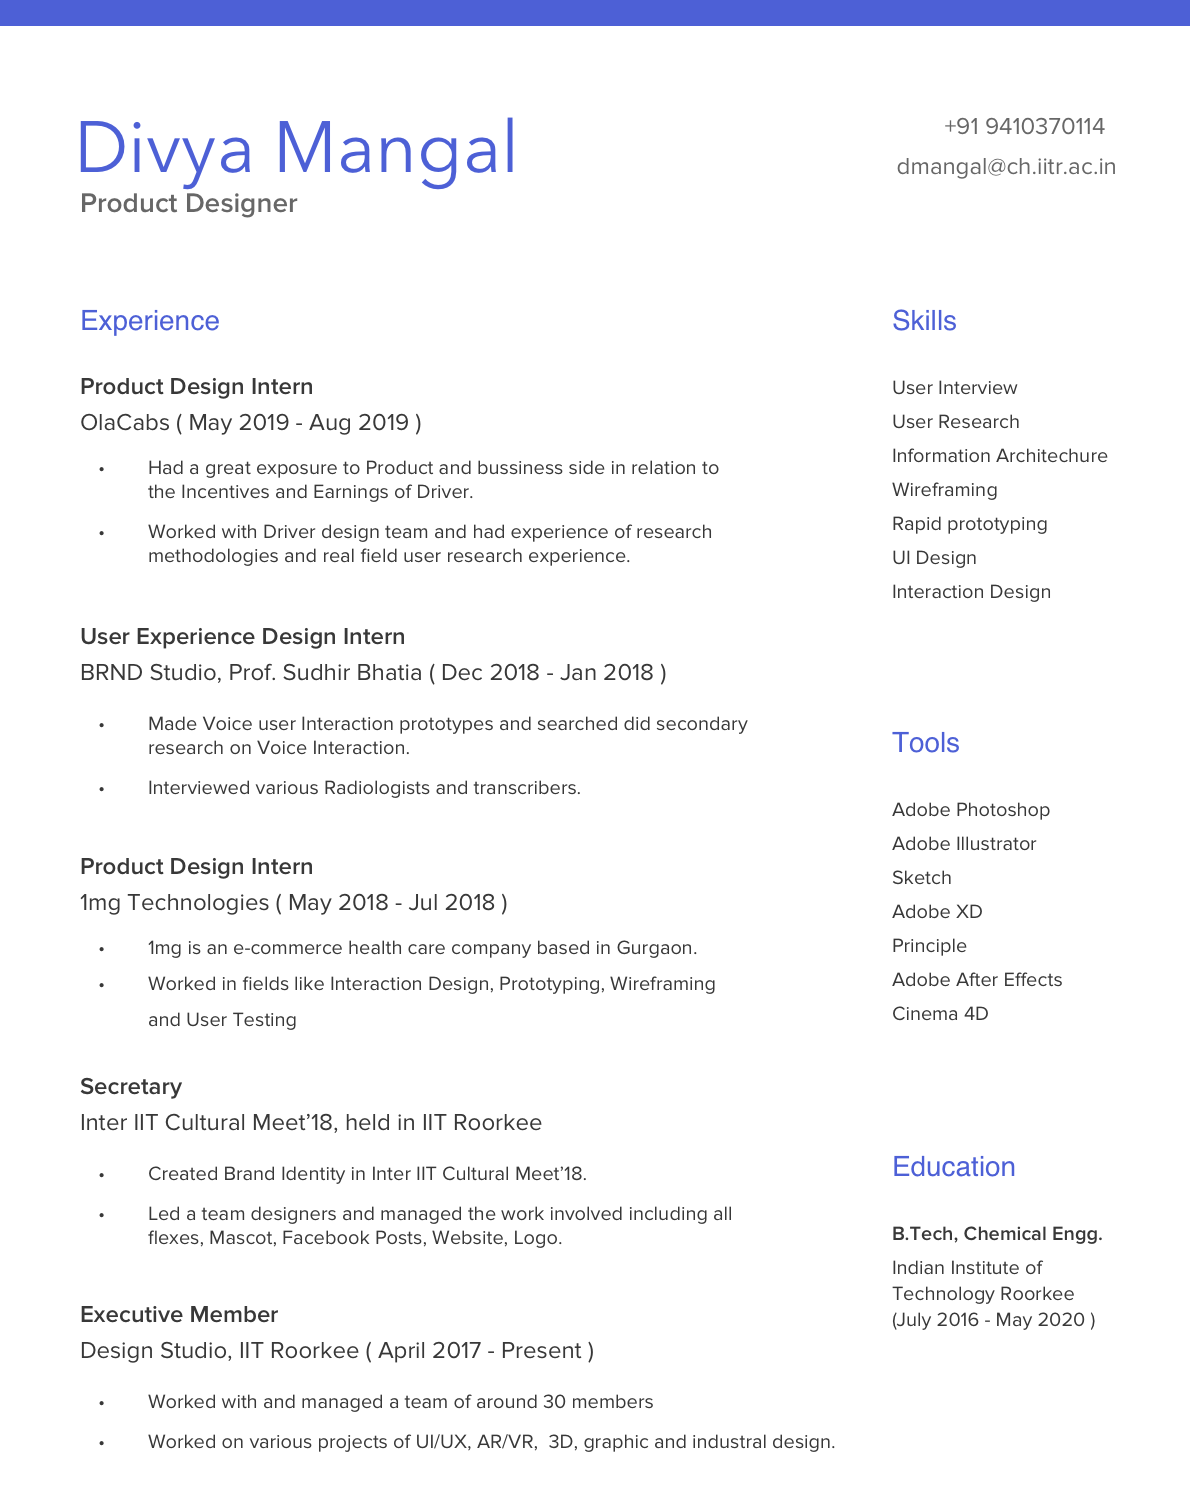 Divya Mangal
Product Designer
+91 9410370114
dmangal@ch.iitr.ac.in
Experience
Product Design Intern
OlaCabs ( May 2019 - Aug 2019 )
• Had a great exposure to Product and bussiness side in relation to
the Incentives and Earnings of Driver.
• Worked with Driver design team and had experience of research
methodologies and real field user research experience.
User Experience Design Intern
BRND Studio, Prof. Sudhir Bhatia ( Dec 2018 - Jan 2018 )
• Made Voice user Interaction prototypes and searched did secondary
research on Voice Interaction.
• Interviewed various Radiologists and transcribers.
Product Design Intern
1mg Technologies ( May 2018 - Jul 2018 )
• 1mg is an e-commerce health care company based in Gurgaon.
• Worked in fields like Interaction Design, Prototyping, Wireframing
and User Testing
Secretary
Inter IIT Cultural Meet’18, held in IIT Roorkee
• Created Brand Identity in Inter IIT Cultural Meet’18.
• Led a team designers and managed the work involved including all
flexes, Mascot, Facebook Posts, Website, Logo.
Executive Member
Design Studio, IIT Roorkee ( April 2017 - Present )
• Worked with and managed a team of around 30 members
• Worked on various projects of UI/UX, AR/VR,  3D, graphic and industral design.
Skills
User Interview
User Research
Information Architechure
Wireframing
Rapid prototyping
UI Design
Interaction Design
Tools
Adobe Photoshop
Adobe Illustrator
Sketch
Adobe XD
Principle
Adobe After Effects
Cinema 4D
Education
B.Tech, Chemical Engg.
Indian Institute of
Technology Roorkee
(July 2016 - May 2020 )